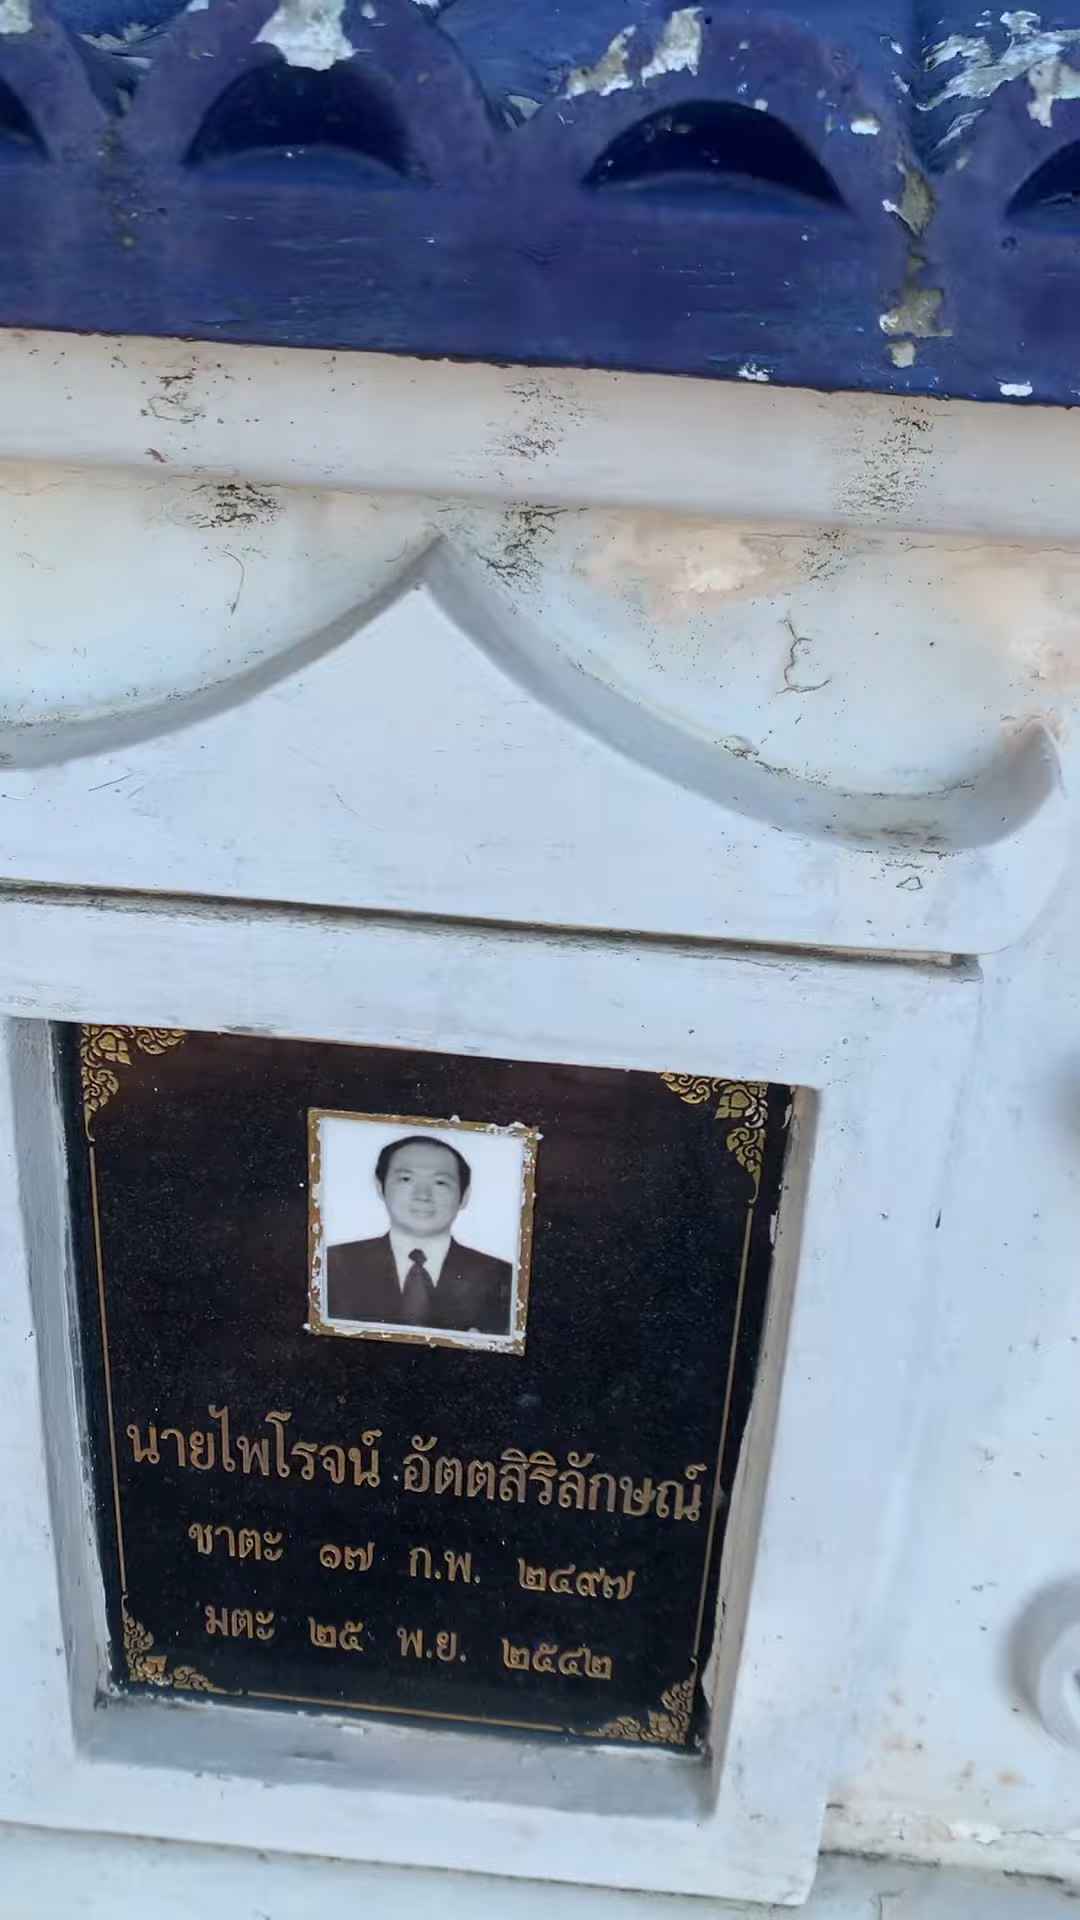 นายไพโรจน์ อัตตสิริลักษณ์
ชาตะ ๑๗ ก.พ. ๒๔๙๗
มตะ ๒๕ พ.ย. ๒๕๔๒